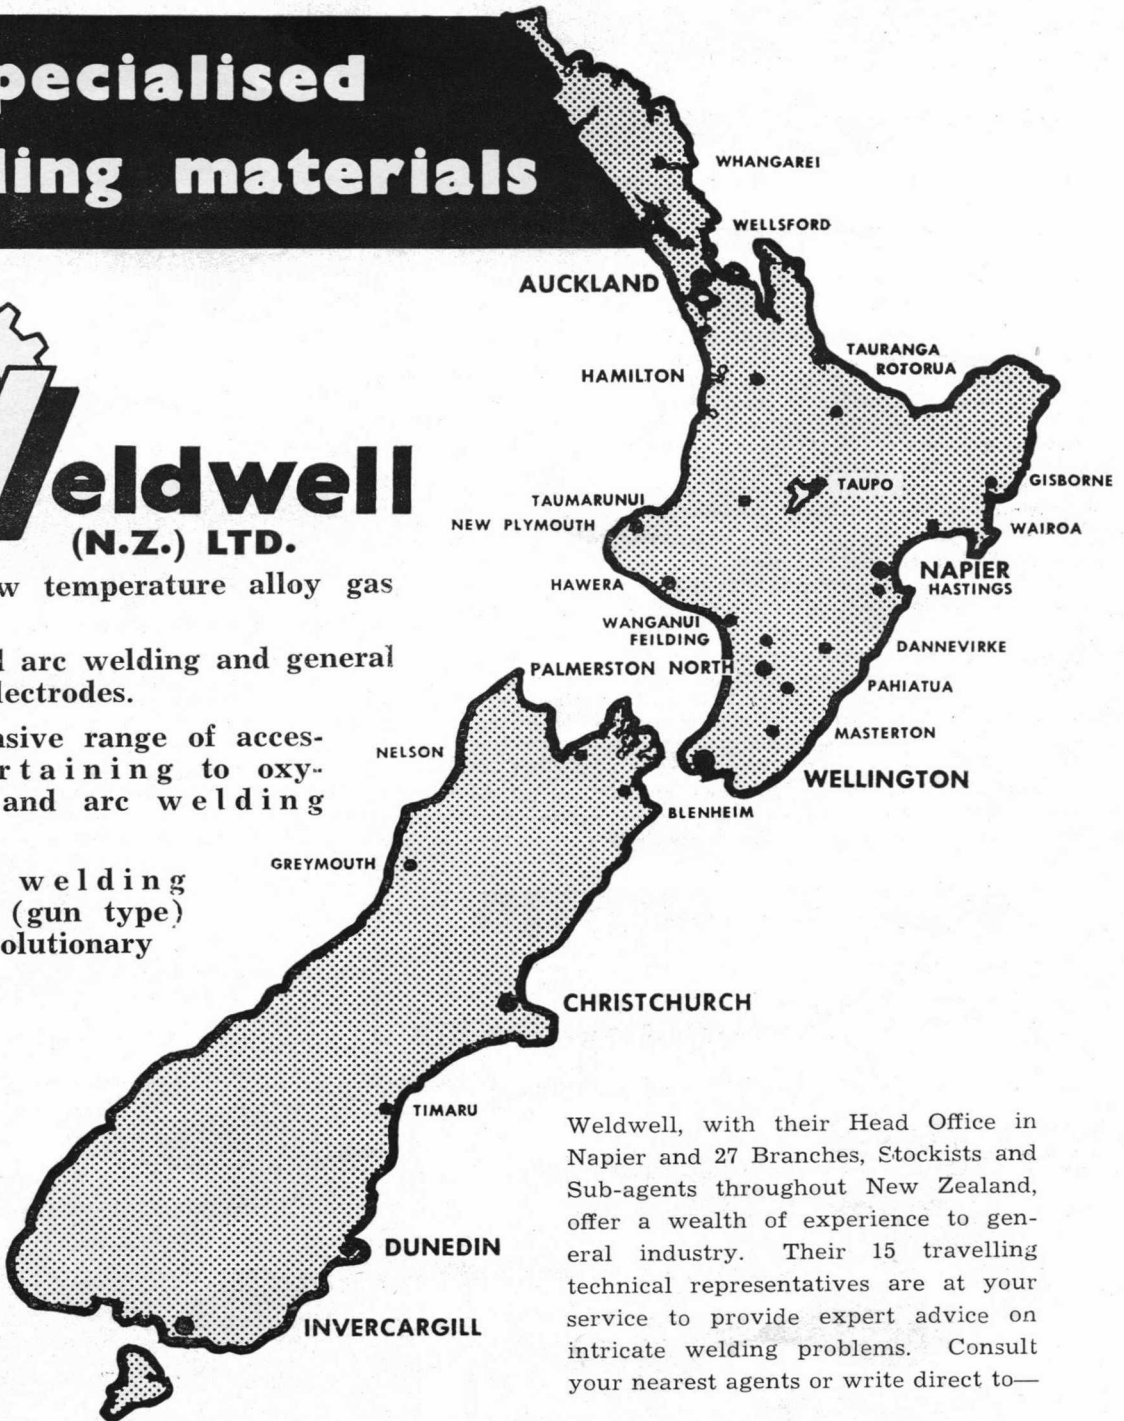 pecialised
ling materials
Weldwell
(N.Z.) LTD.
w temperature alloy gas
l arc welding and general
lectrodes.
nsive range of acces-
rtaining to oxy-
and arc welding
welding
(gun type)
olutionary
WHANGAREI
WELLSFORD
AUCKLAND
TAURANGA
ROTORUA
HAMILTON
TAUPO
GISBORNE
TAUMARUNUI
NEW PLYMOUTH
WAIROA
NAPIER
HASTINGS
HAWERA
WANGANUI
FEILDING
DANNEVIRKE
PALMERSTON NORTH
PAHIATUA
MASTERTON
WELLINGTON
NELSON
BLENHEIM
GREYMOUTH
CHRISTCHURCH
TIMARU
DUNEDIN
INVERCARGILL
Weldwell, with their Head Office in
Napier and 27 Branches, Stockists and
Sub-agents throughout New Zealand,
offer a wealth of experience to gen-
eral industry. Their 15 travelling
technical representatives are at your
service to provide expert advice on
intricate welding problems. Consult
your nearest agents or write direct to—